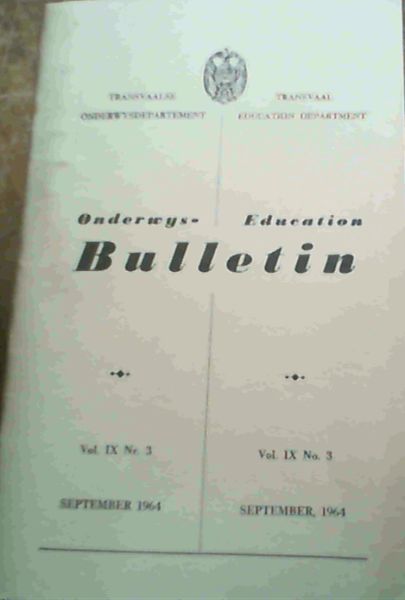 TRANSVAALSE
ONDERWYSDEPARTEMENT
TRANSVAAL
EDUCATION DEPARTMENT
Onderwys- Education
Bulletin
Vol. IX Nr. 3
SEPTEMBER 1964
Vol. IX No. 3
SEPTEMBER, 1964